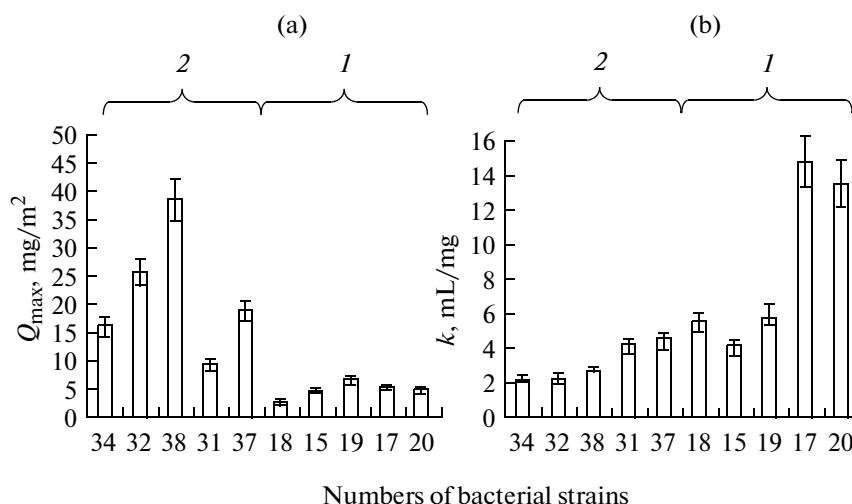 (a) (b)
2 1 2 1
Qmax, mg/m²
50
45
40
35
30
25
20
15
10
5
0
34 32 38 31 37 18 15 19 17 20
k, mL/mg
16
14
12
10
8
6
4
2
0
34 32 38 31 37 18 15 19 17 20
Numbers of bacterial strains